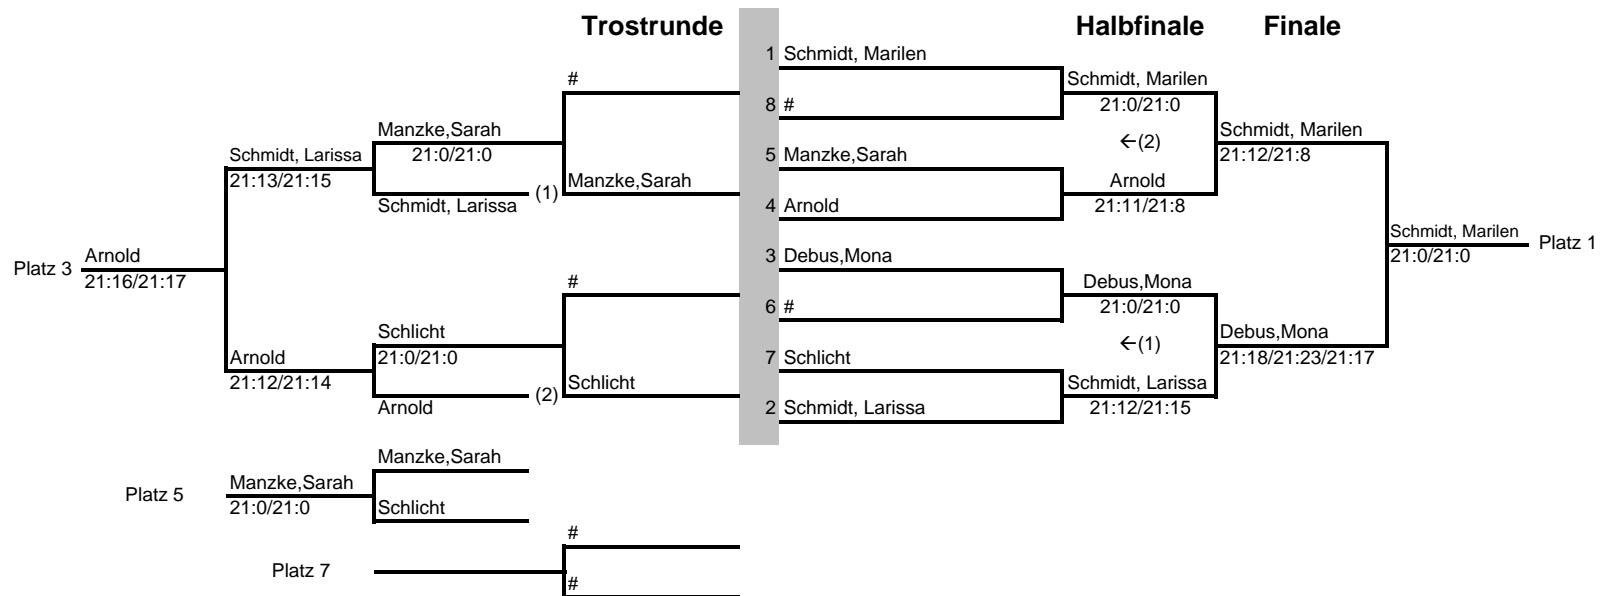 Trostrunde Halbfinale Finale
1 Schmidt, Marilen
# Schmidt, Marilen
8 # 21:0/21:0
Manzke,Sarah ←(2) Schmidt, Marilen
Schmidt, Larissa 21:0/21:0 5 Manzke,Sarah 21:12/21:8
21:13/21:15 (1) Manzke,Sarah Arnold
Schmidt, Larissa 4 Arnold 21:11/21:8
Schmidt, Marilen Platz 1
Platz 3 Arnold 3 Debus,Mona 21:0/21:0
21:16/21:17 # Debus,Mona
6 # 21:0/21:0
Schlicht ←(1) Debus,Mona
Arnold 21:0/21:0 7 Schlicht 21:18/21:23/21:17
21:12/21:14 (2) Schlicht Schmidt, Larissa
Arnold 2 Schmidt, Larissa 21:12/21:15
Manzke,Sarah
Platz 5 Manzke,Sarah
21:0/21:0 Schlicht
#
Platz 7
#